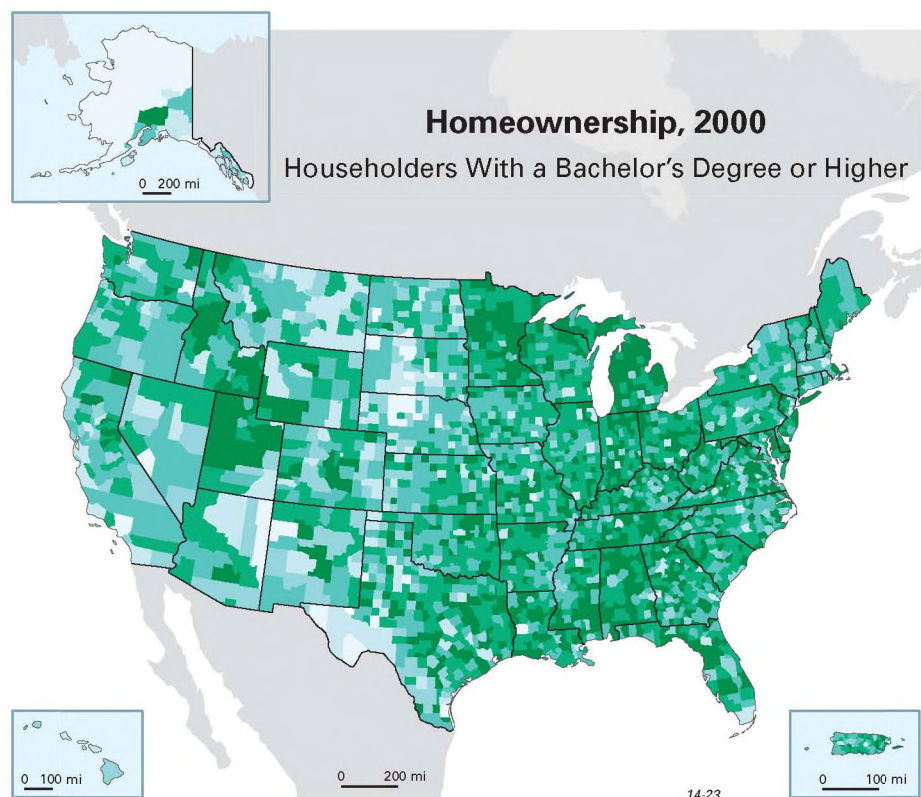 Homeownership, 2000
Householders With a Bachelor's Degree or Higher
0 200 mi
0 100 mi
0 200 mi
0 100 mi
14-23